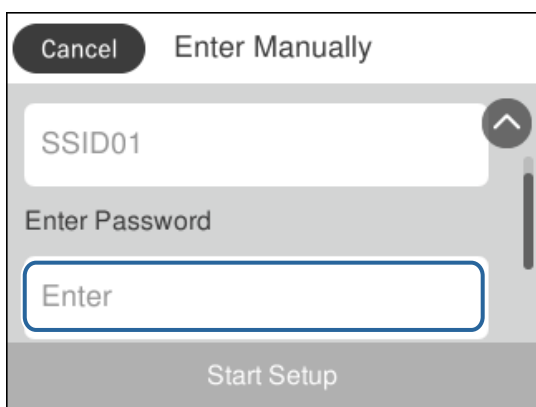 Cancel Enter Manually
SSID01
Enter Password
Enter
Start Setup